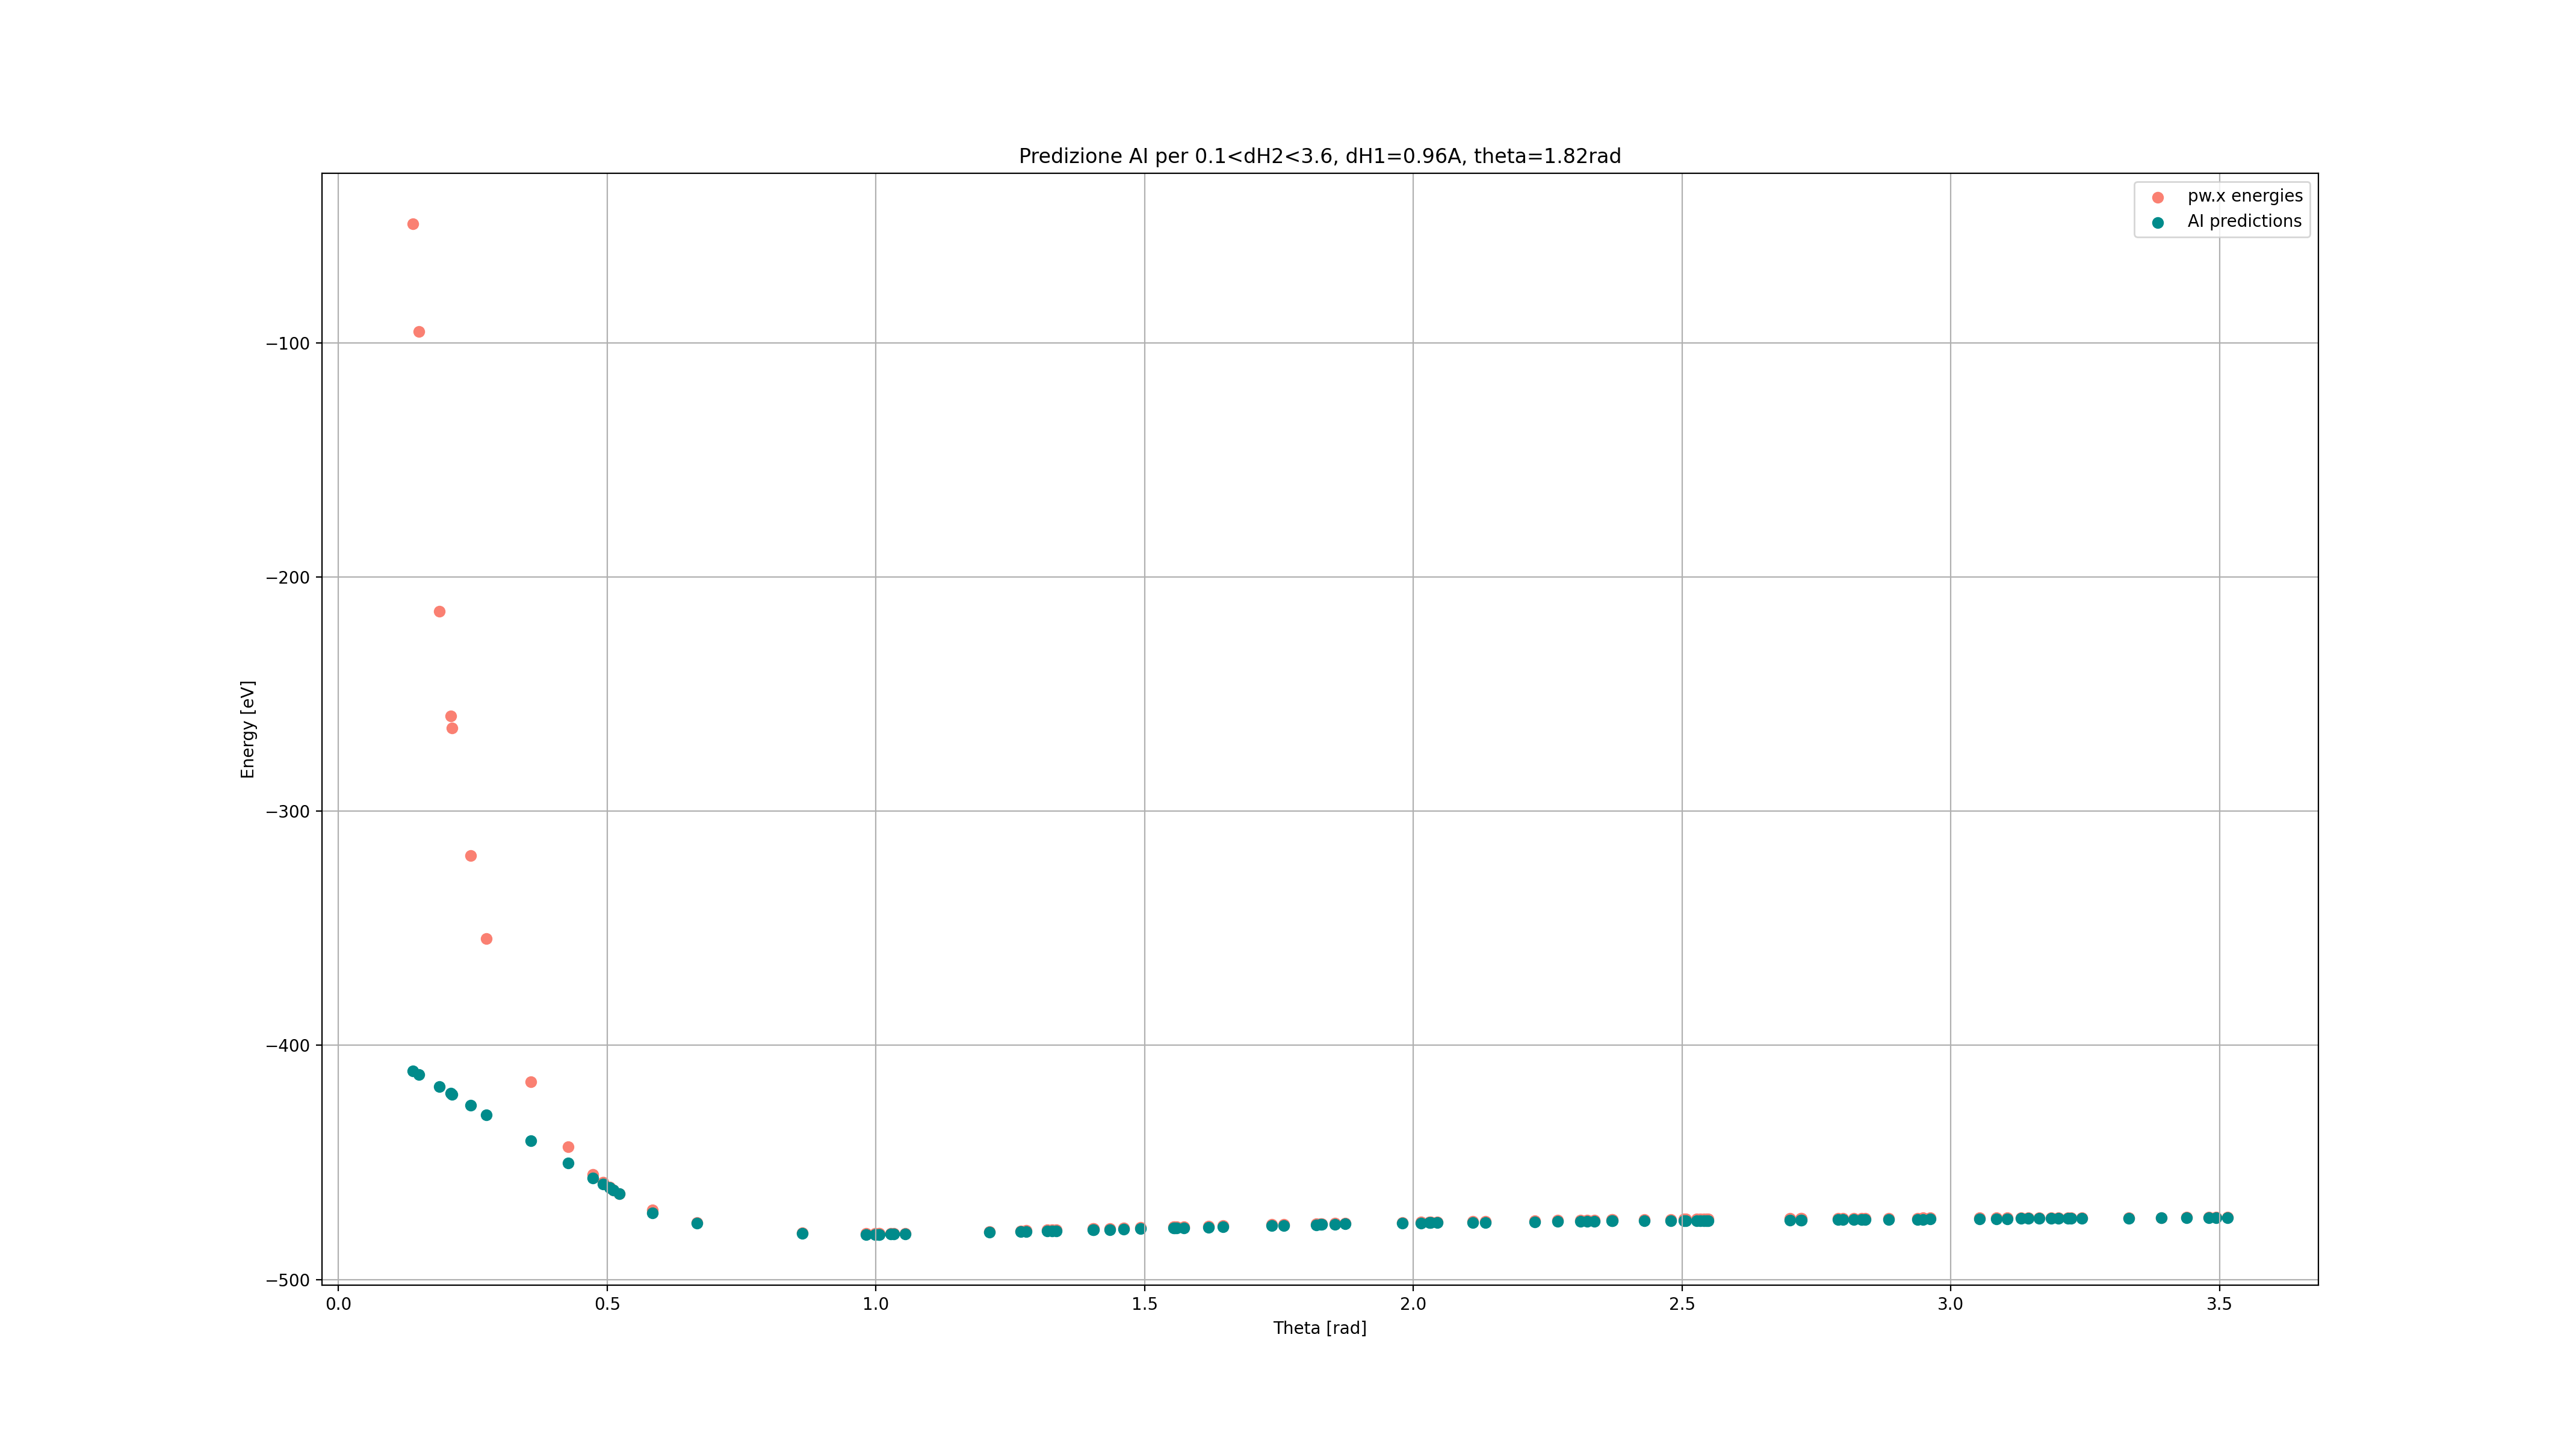 Predizione AI per 0.1<dH2<3.6, dH1=0.96A, theta=1.82rad
pw.x energies
AI predictions
−100
−200
−300
−400
−500
Energy [eV]
0.0 0.5 1.0 1.5 2.0 2.5 3.0 3.5
Theta [rad]